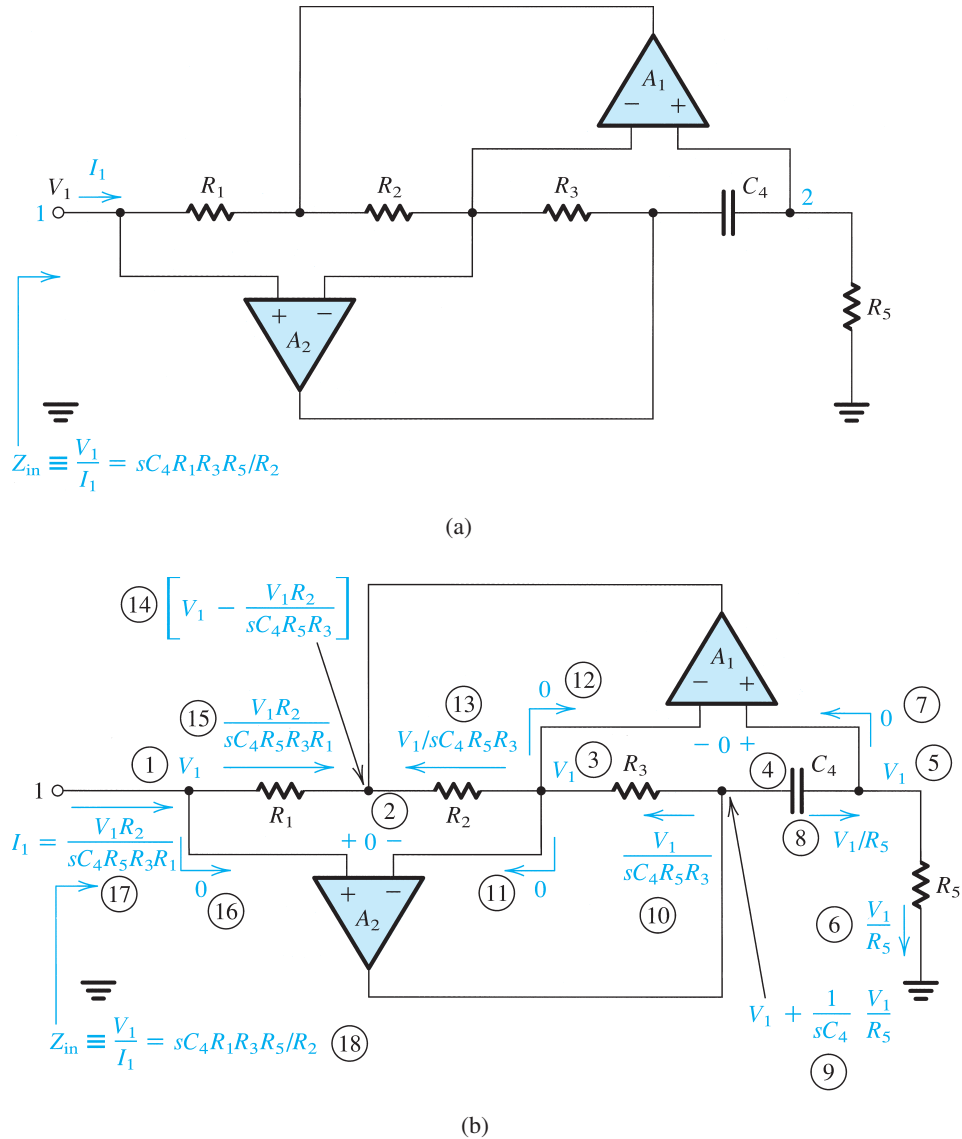 A₁
− +
V₁ I₁ R₁ R₂ R₃ C₄
1 2
R₅
+ −
A₂
Z_in ≡ V₁/I₁ = sC₄R₁R₃R₅/R₂
(a)
14 [V₁ − V₁R₂/sC₄R₅R₃]
A₁
− +
0 12
7
0
15 V₁R₂/sC₄R₅R₃R₁
13
V₁/sC₄R₅R₃
− 0 +
1 V₁
V₁ 3 R₃ 4 C₄ V₁ 5
1
R₁ 2 R₂
8 V₁/R₅
I₁ = V₁R₂/sC₄R₅R₃R₁
+ 0 −
V₁/sC₄R₅R₃
17
0 16
+ −
A₂
11 0
10
R₅
6 V₁/R₅
V₁ + 1/sC₄ V₁/R₅
9
Z_in ≡ V₁/I₁ = sC₄R₁R₃R₅/R₂ 18
(b)